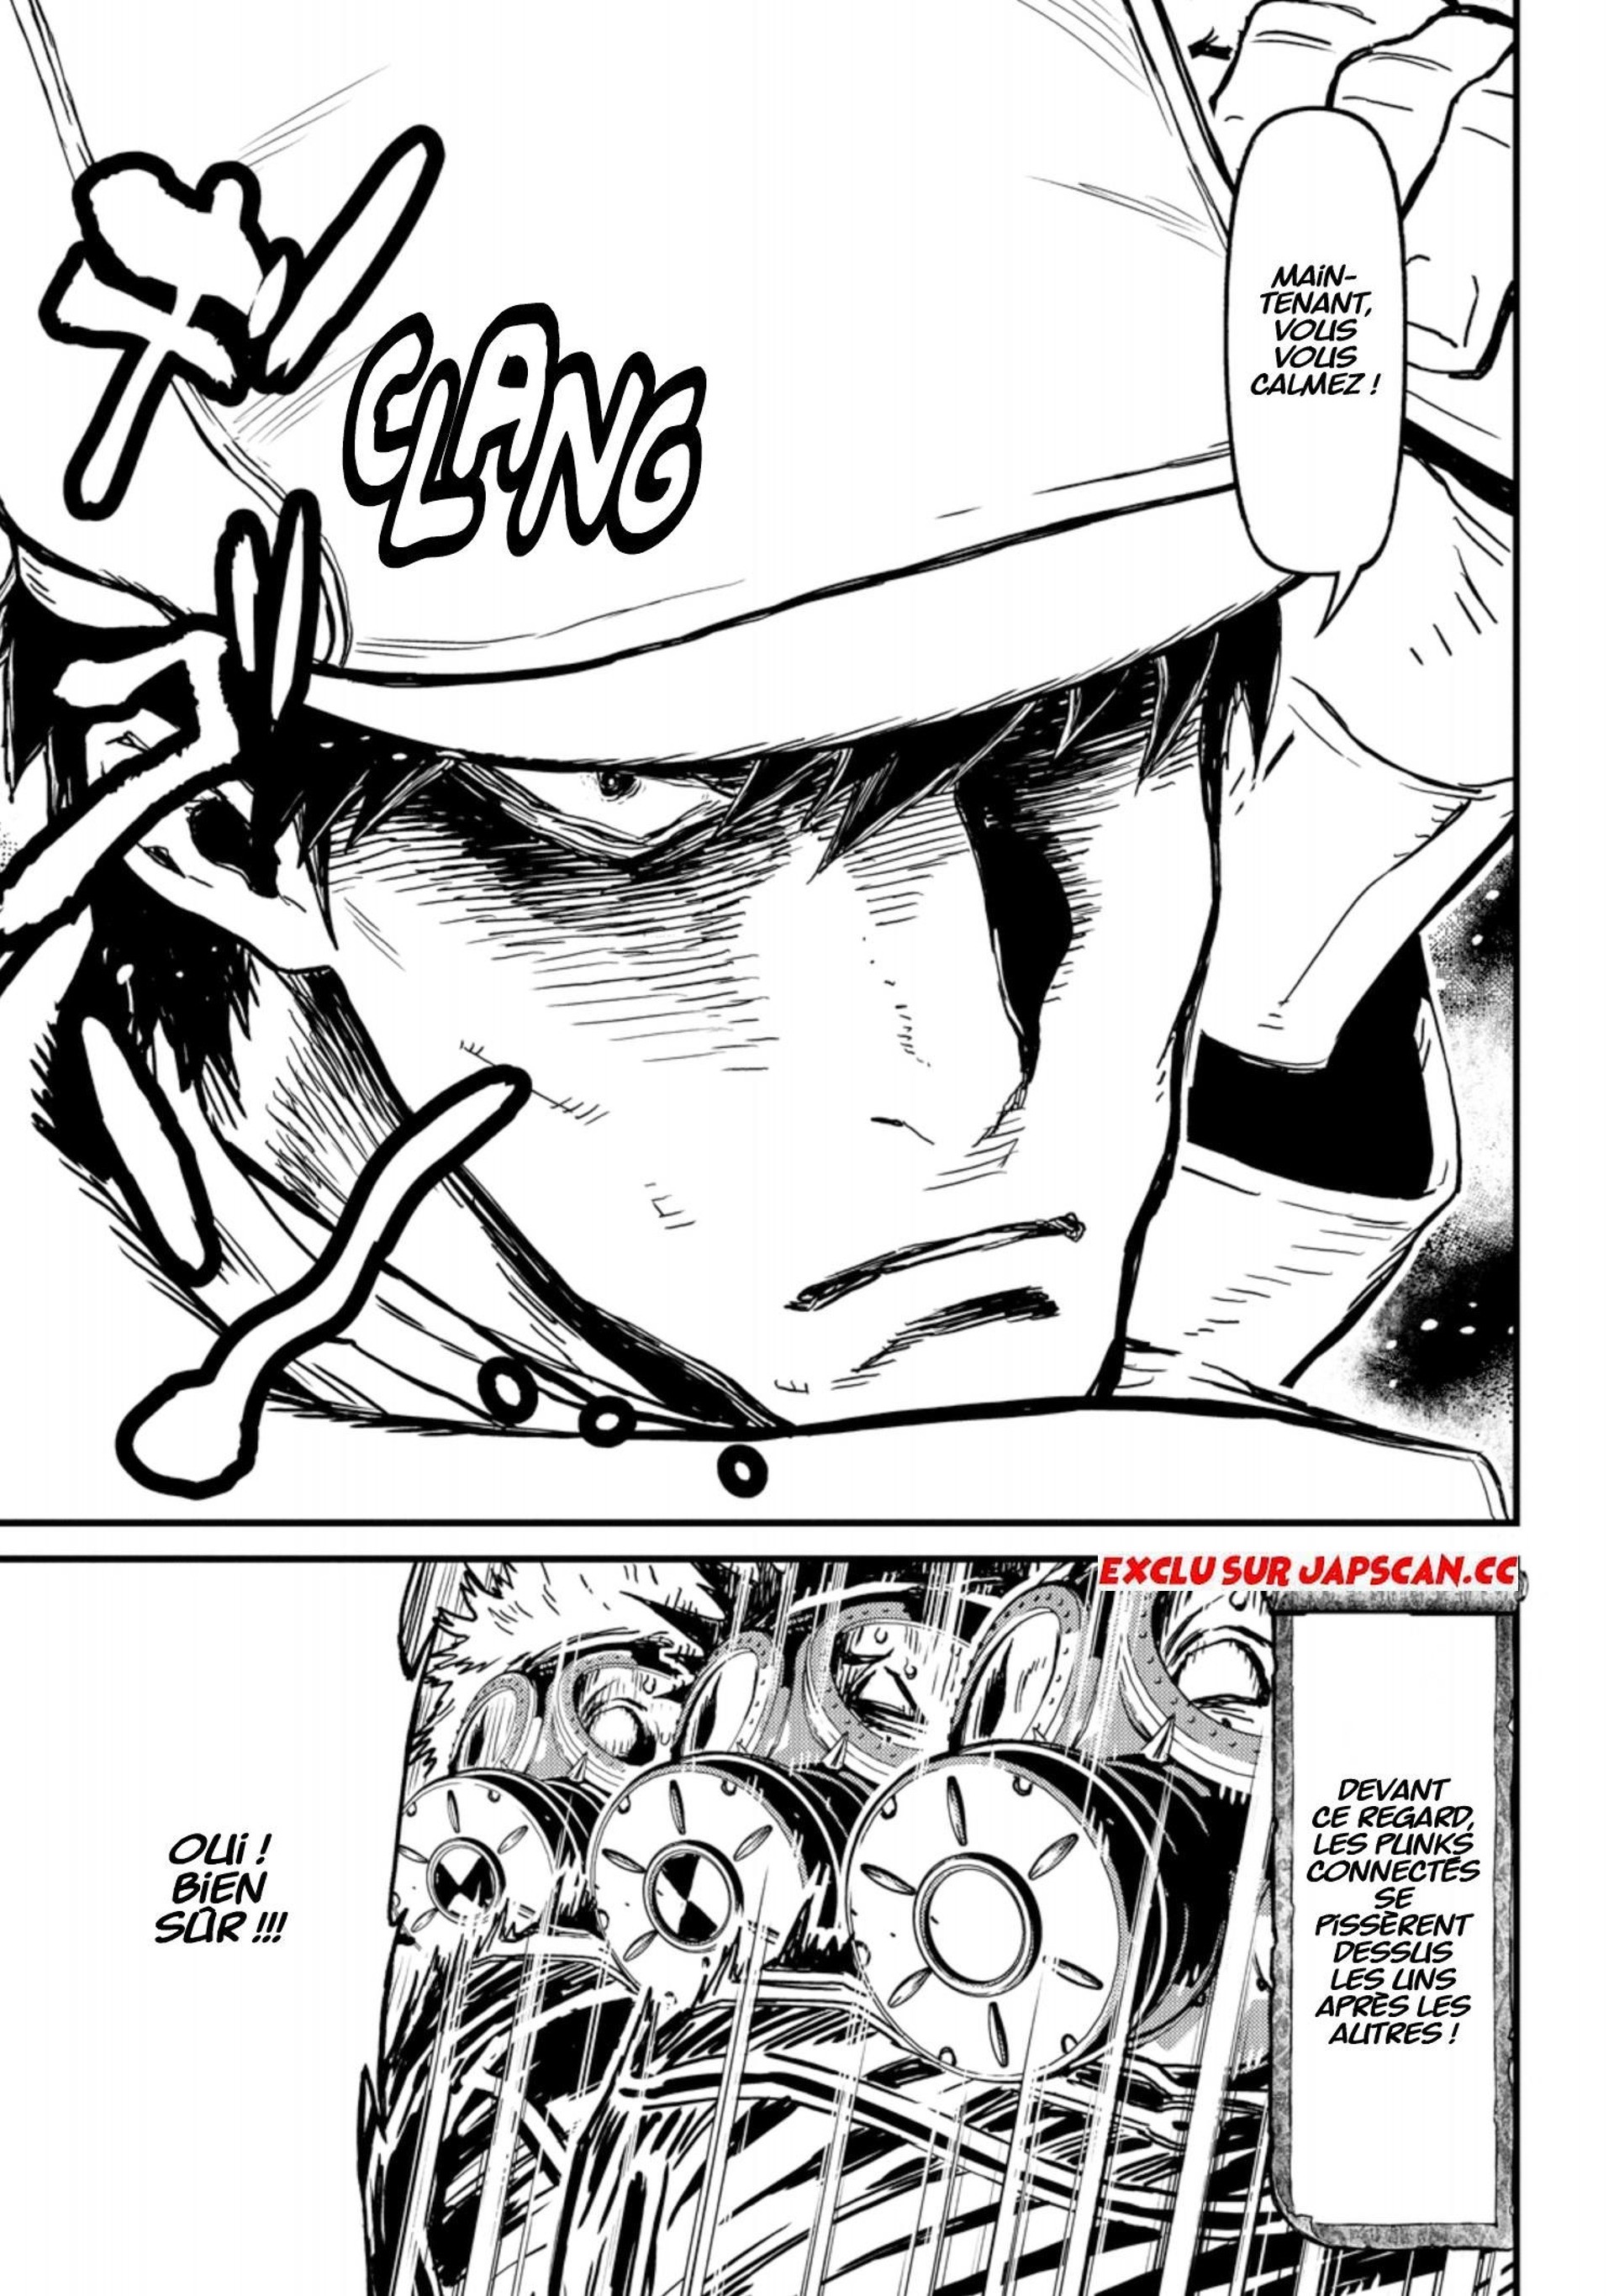 MAIN-
TENANT,
VOUS
VOUS
CALMEZ !
CLANG
EXCLU SUR JAPSCAN.CC
DEVANT
CE REGARD,
LES PUNKS
CONNECTÉS
SE
PISSÈRENT
DESSUS
LES UNS
APRÈS LES
AUTRES !
OUI !
BIEN
SÛR !!!